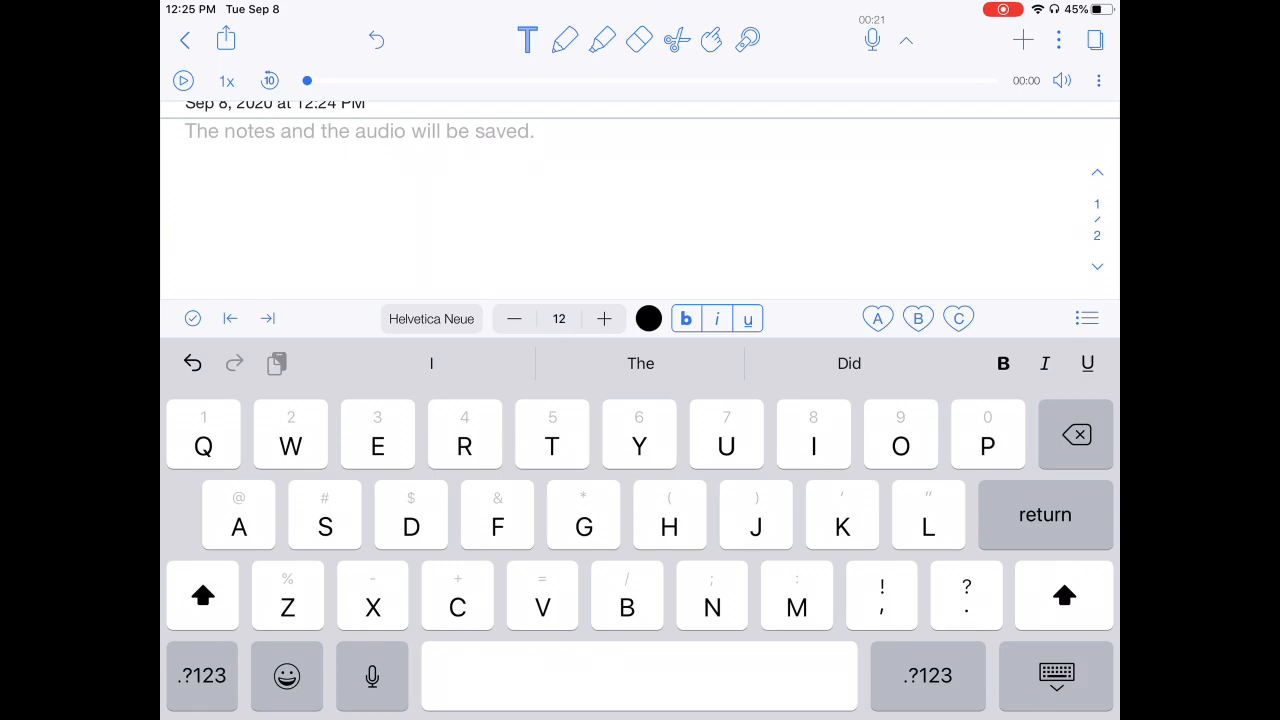 12:25 PM Tue Sep 8 45%
00:21
T
1x 10 00:00
Sep 8, 2020 at 12:24 PM
The notes and the audio will be saved.
1
/
2
Helvetica Neue — 12 + b i u A B C
I The Did B I U
1 2 3 4 5 6 7 8 9 0
Q W E R T Y U I O P
@ # $ & * ( ) ' "
A S D F G H J K L return
% - + = / ; : ! ?
Z X C V B N M , .
.?123 .?123